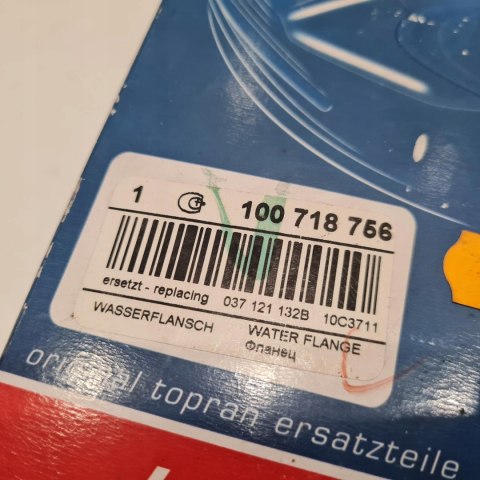 1 100 718 756
ersetzt - replacing 037 121 132B 10C3711
WASSERFLANSCH WATER FLANGE
Фланец
original topran ersatzteile